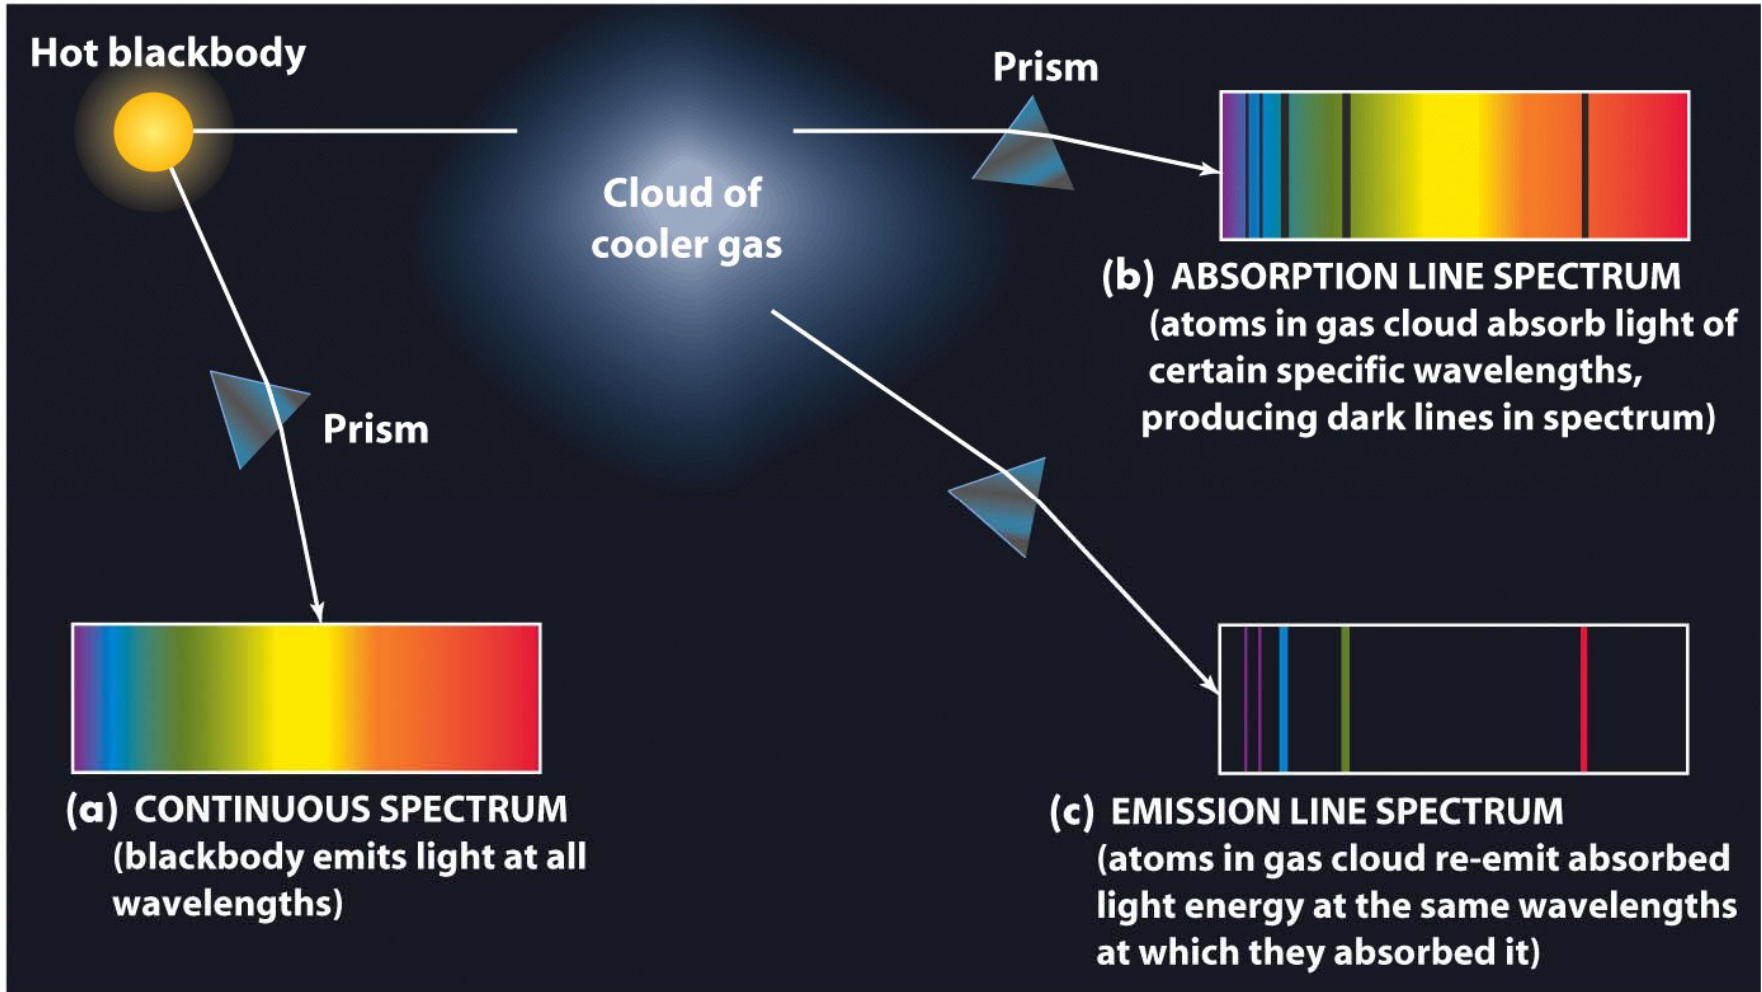 Hot blackbody
Prism
Cloud of
cooler gas
(b) ABSORPTION LINE SPECTRUM
(atoms in gas cloud absorb light of
certain specific wavelengths,
producing dark lines in spectrum)
Prism
(a) CONTINUOUS SPECTRUM
(blackbody emits light at all
wavelengths)
(c) EMISSION LINE SPECTRUM
(atoms in gas cloud re-emit absorbed
light energy at the same wavelengths
at which they absorbed it)